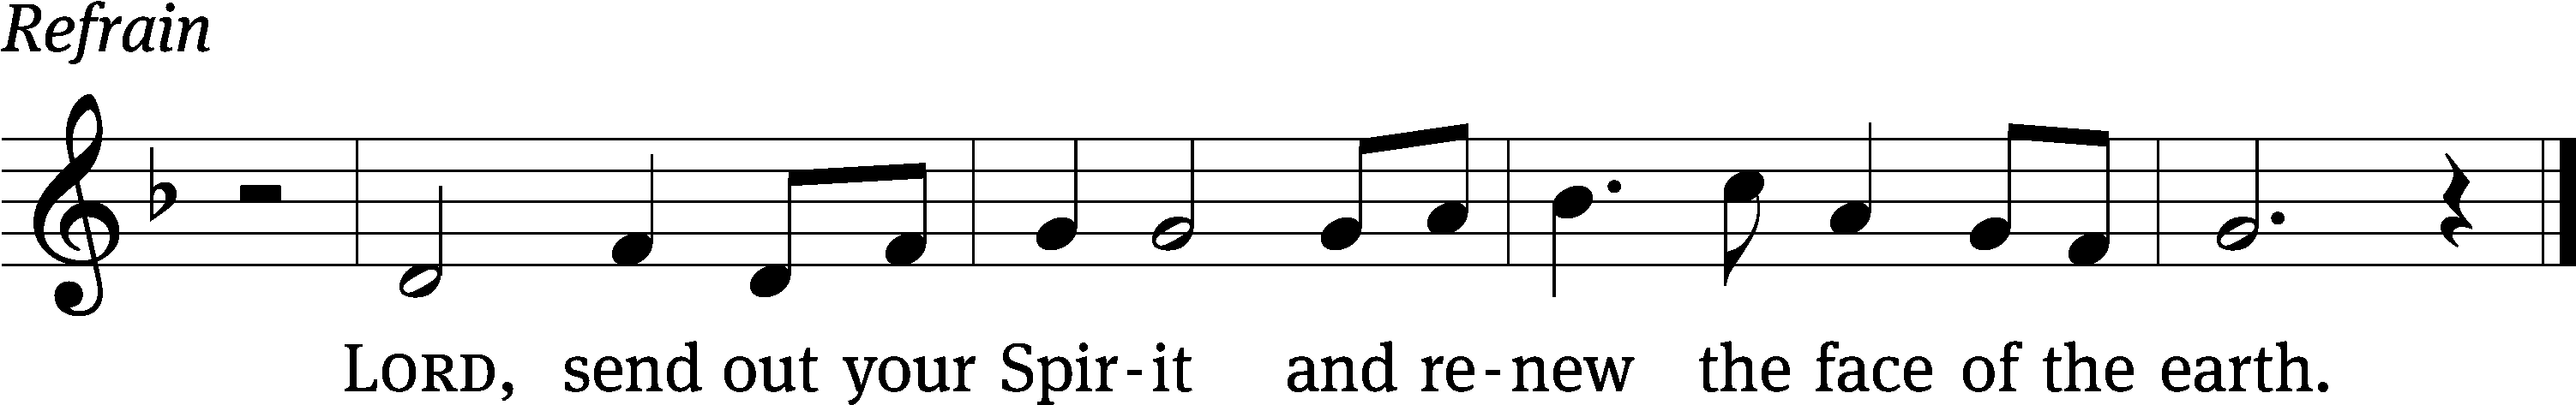 Refrain
LORD, send out your Spir-it and re-new the face of the earth.